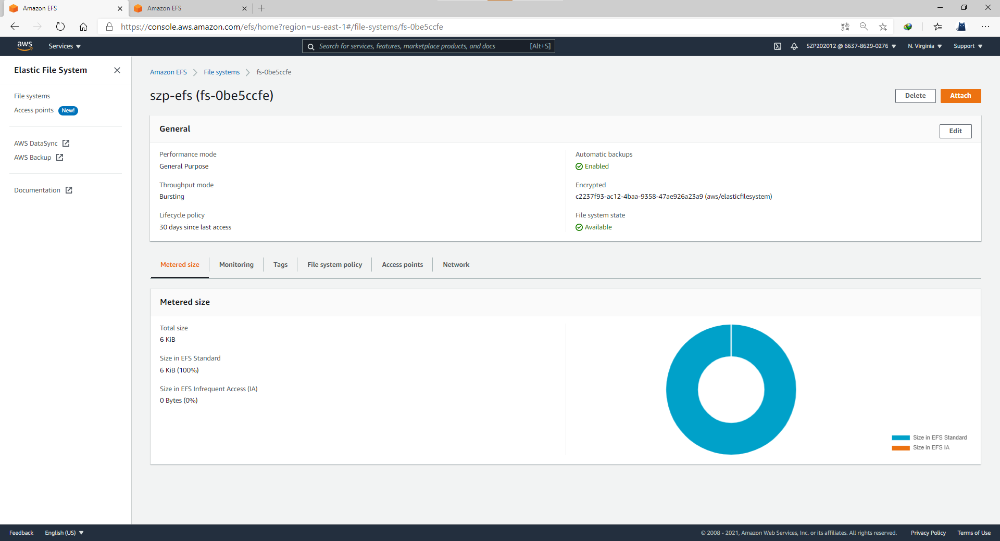 Amazon EFS
Amazon EFS
https://console.aws.amazon.com/efs/home?region=us-east-1#/file-systems/fs-0be5ccfe
aws
Services
Search for services, features, marketplace products, and docs
[Alt+S]
SZP202012 @ 6637-8629-0276
N. Virginia
Support
Elastic File System
File systems
Access points New!
AWS DataSync
AWS Backup
Documentation
Amazon EFS
File systems
fs-0be5ccfe
szp-efs (fs-0be5ccfe)
Delete
Attach
General
Edit
Performance mode
General Purpose
Throughput mode
Bursting
Lifecycle policy
30 days since last access
Automatic backups
Enabled
Encrypted
c2237f93-ac12-4baa-9358-47ae926a23a9 (aws/elasticfilesystem)
File system state
Available
Metered size
Monitoring
Tags
File system policy
Access points
Network
Metered size
Total size
6 KiB
Size in EFS Standard
6 KiB (100%)
Size in EFS Infrequent Access (IA)
0 Bytes (0%)
Size in EFS Standard
Size in EFS IA
Feedback
English (US)
© 2008 - 2021, Amazon Web Services, Inc. or its affiliates. All rights reserved.
Privacy Policy
Terms of Use